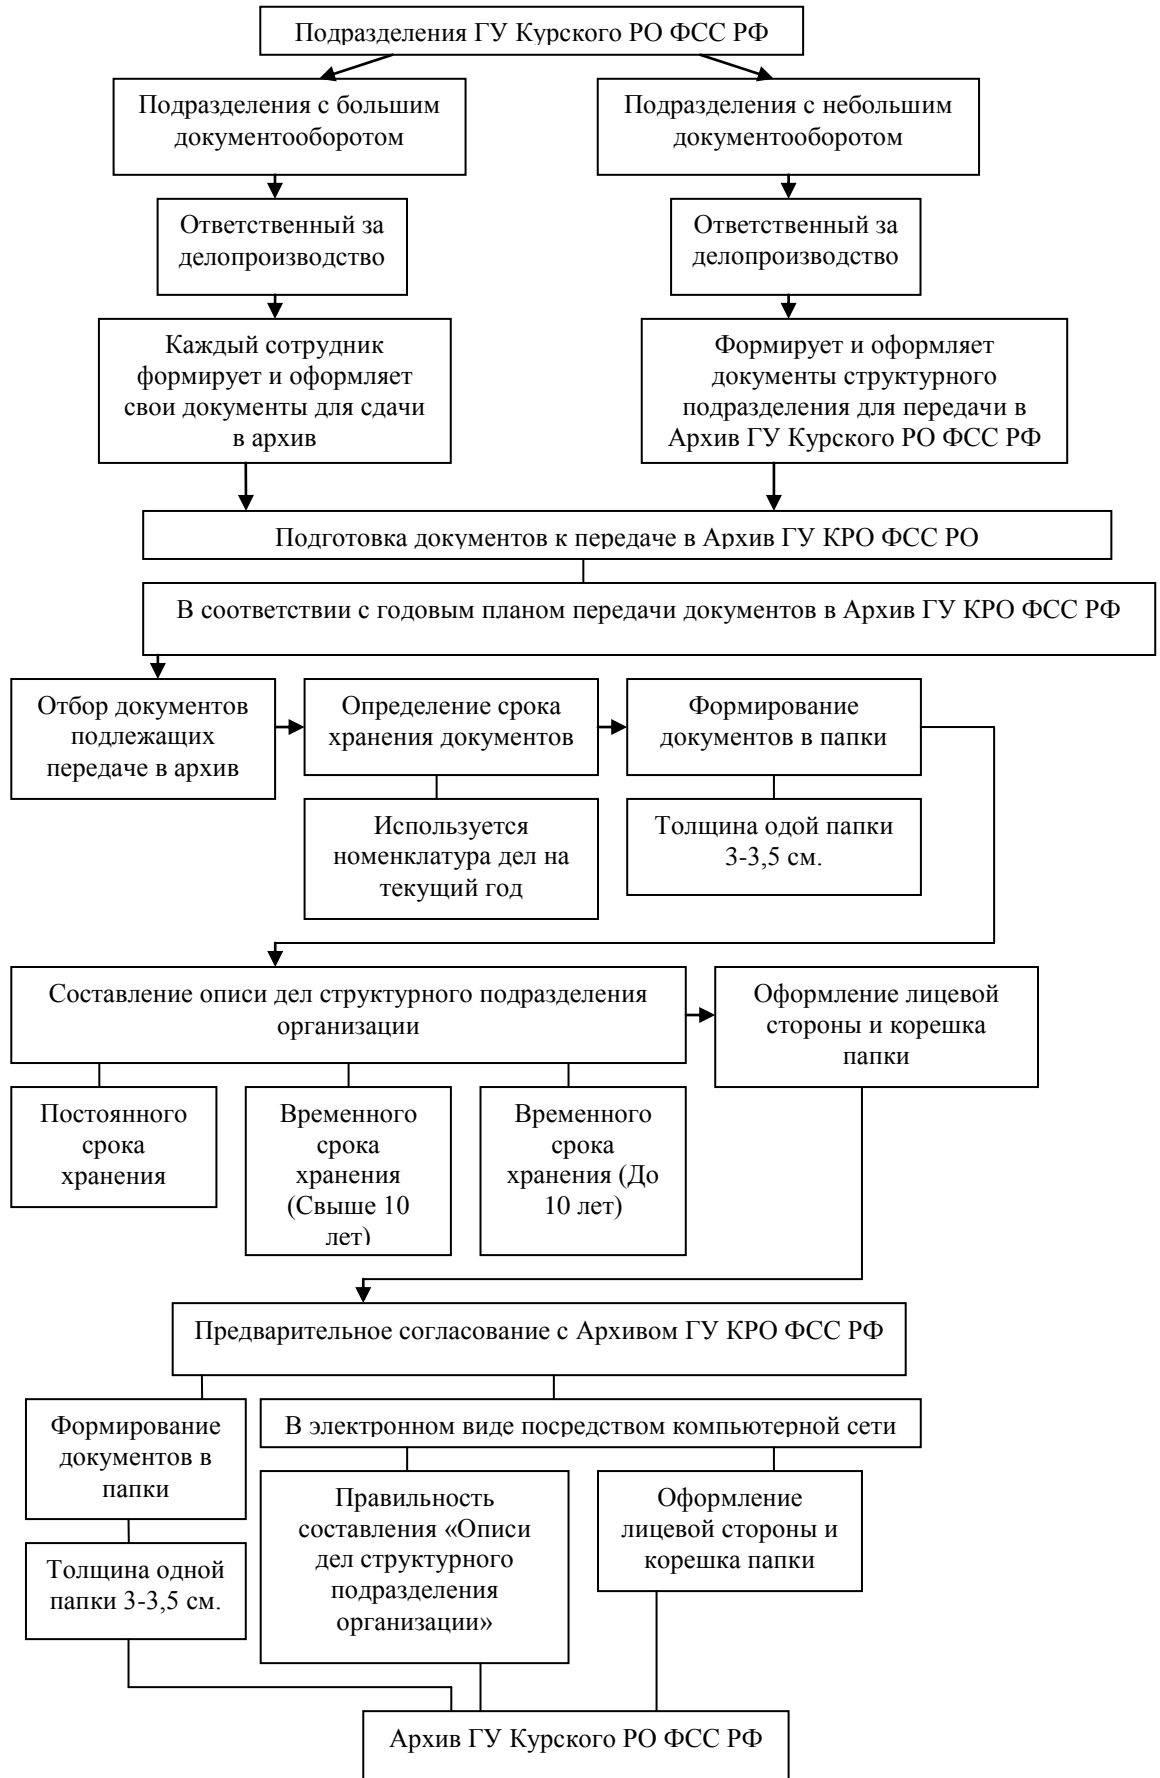 Подразделения ГУ Курского РО ФСС РФ
Подразделения с большим
документооборотом
Подразделения с небольшим
документооборотом
Ответственный за
делопроизводство
Ответственный за
делопроизводство
Каждый сотрудник
формирует и оформляет
свои документы для сдачи
в архив
Формирует и оформляет
документы структурного
подразделения для передачи в
Архив ГУ Курского РО ФСС РФ
Подготовка документов к передаче в Архив ГУ КРО ФСС РО
В соответствии с годовым планом передачи документов в Архив ГУ КРО ФСС РФ
Отбор документов
подлежащих
передаче в архив
Определение срока
хранения документов
Формирование
документов в папки
Используется
номенклатура дел на
текущий год
Толщина одой папки
3-3,5 см.
Составление описи дел структурного подразделения
организации
Оформление лицевой
стороны и корешка
папки
Постоянного
срока
хранения
Временного
срока
хранения
(Свыше 10
лет)
Временного
срока
хранения (До
10 лет)
Предварительное согласование с Архивом ГУ КРО ФСС РФ
Формирование
документов в
папки
В электронном виде посредством компьютерной сети
Толщина одной
папки 3-3,5 см.
Правильность
составления «Описи
дел структурного
подразделения
организации»
Оформление
лицевой стороны и
корешка папки
Архив ГУ Курского РО ФСС РФ